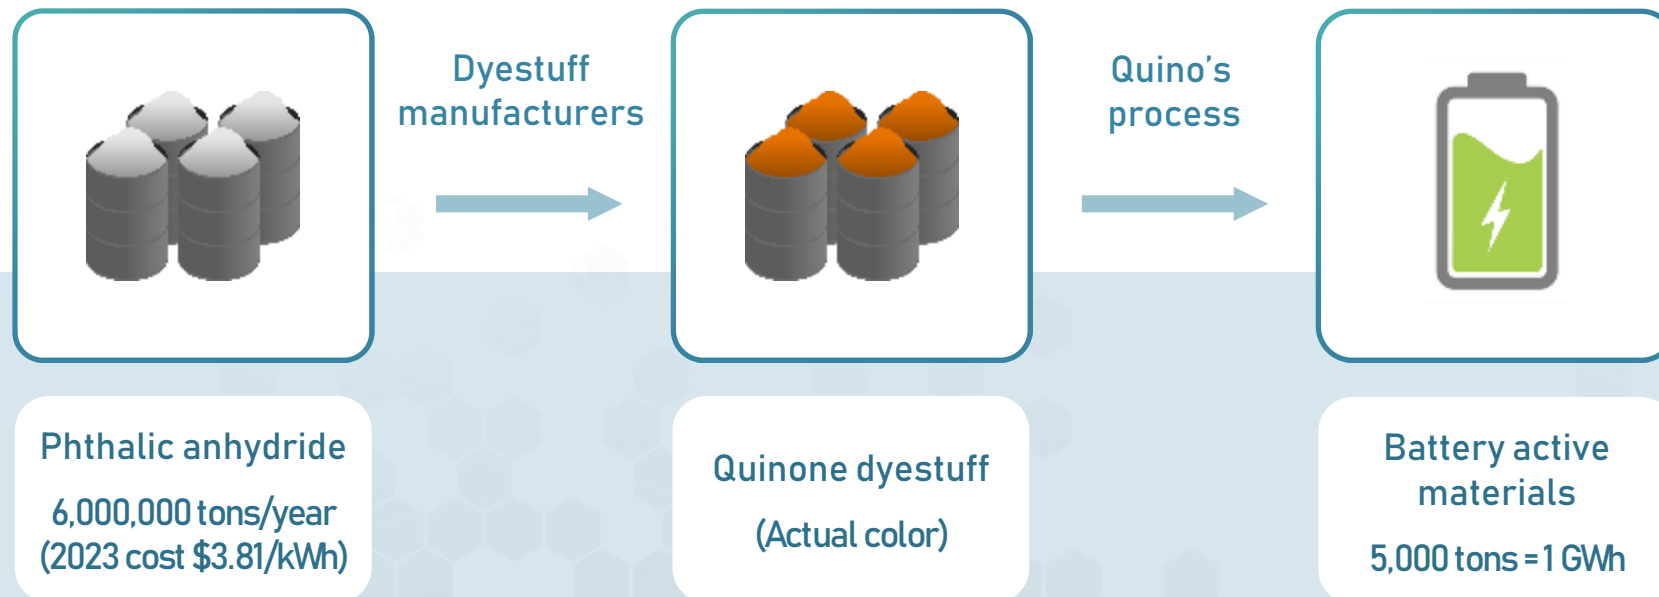 Dyestuff
manufacturers
Quino's
process
Phthalic anhydride
6,000,000 tons/year
(2023 cost $3.81/kWh)
Quinone dyestuff
(Actual color)
Battery active
materials
5,000 tons = 1 GWh